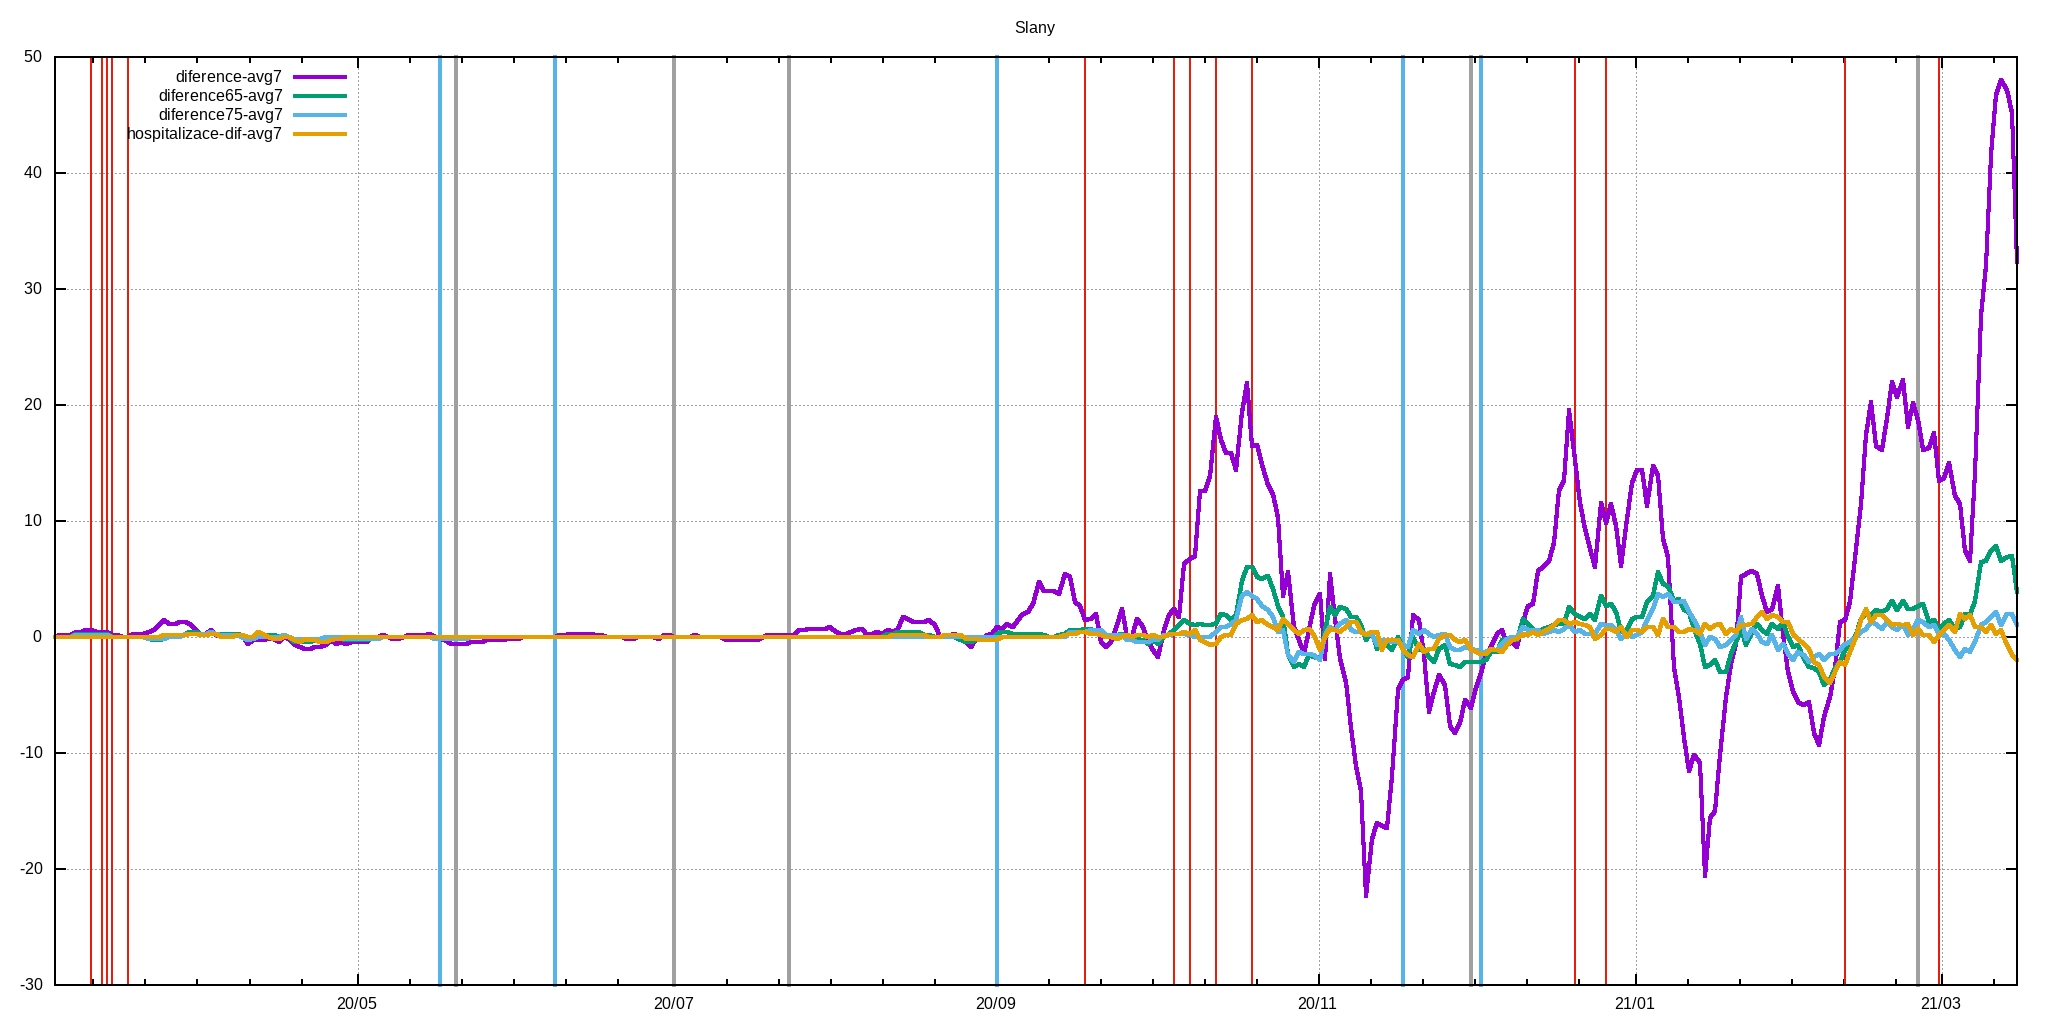 Slany
50
diference-avg7
diference65-avg7
diference75-avg7
hospitalizace-dif-avg7
40
30
20
10
0
-10
-20
-30
20/05 20/07 20/09 20/11 21/01 21/03